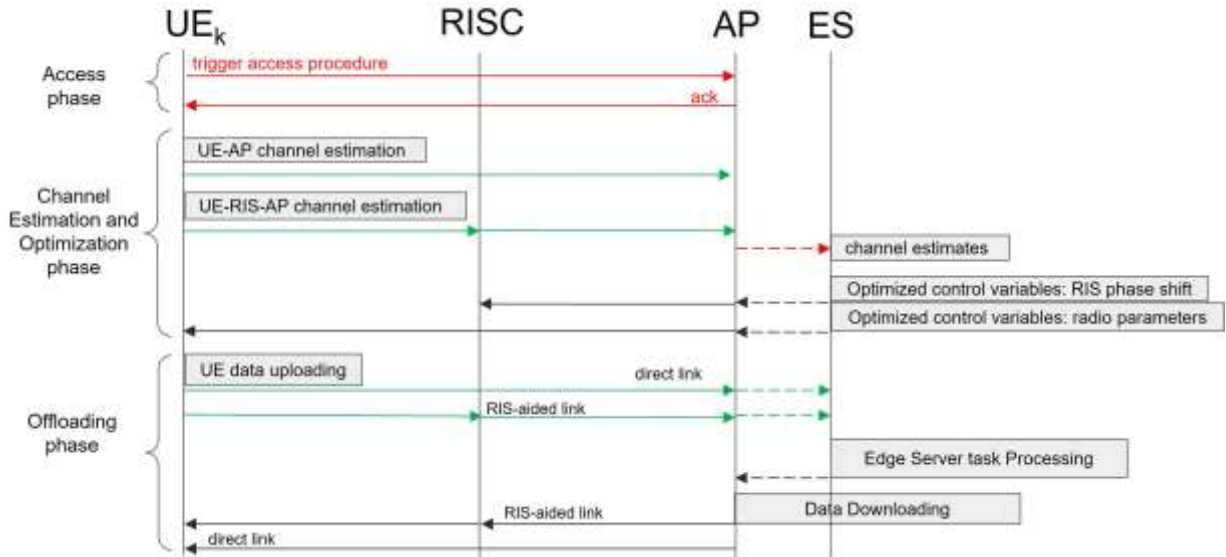 UEk RISC AP ES
Access
phase
trigger access procedure
ack
UE-AP channel estimation
UE-RIS-AP channel estimation
Channel
Estimation and
Optimization
phase
channel estimates
Optimized control variables: RIS phase shift
Optimized control variables: radio parameters
UE data uploading
direct link
RIS-aided link
Offloading
phase
Edge Server task Processing
Data Downloading
RIS-aided link
direct link